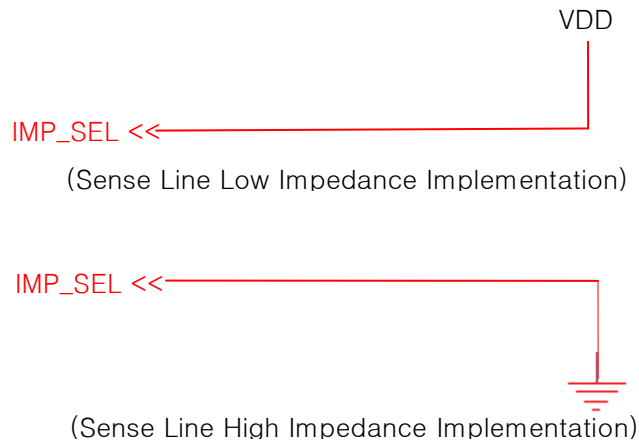 VDD
IMP_SEL <<
(Sense Line Low Impedance Implementation)
IMP_SEL <<
(Sense Line High Impedance Implementation)